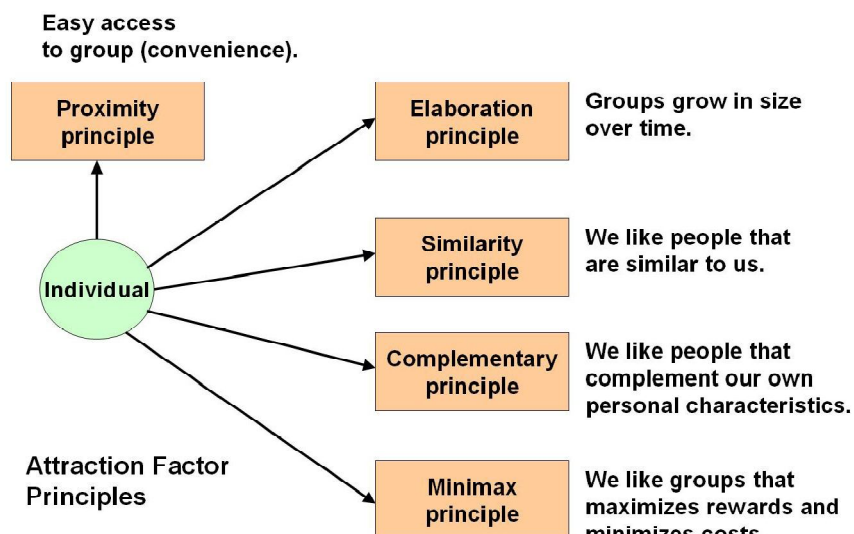 Easy access
to group (convenience).
Proximity
principle
Elaboration
principle
Groups grow in size
over time.
Similarity
principle
We like people that
are similar to us.
Individual
Complementary
principle
We like people that
complement our own
personal characteristics.
Attraction Factor
Principles
Minimax
principle
We like groups that
maximizes rewards and
minimizes costs